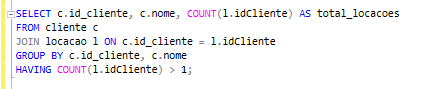 SELECT c.id_cliente, c.nome, COUNT(l.idCliente) AS total_locacoes
FROM cliente c
JOIN locacao l ON c.id_cliente = l.idCliente
GROUP BY c.id_cliente, c.nome
HAVING COUNT(l.idCliente) > 1;